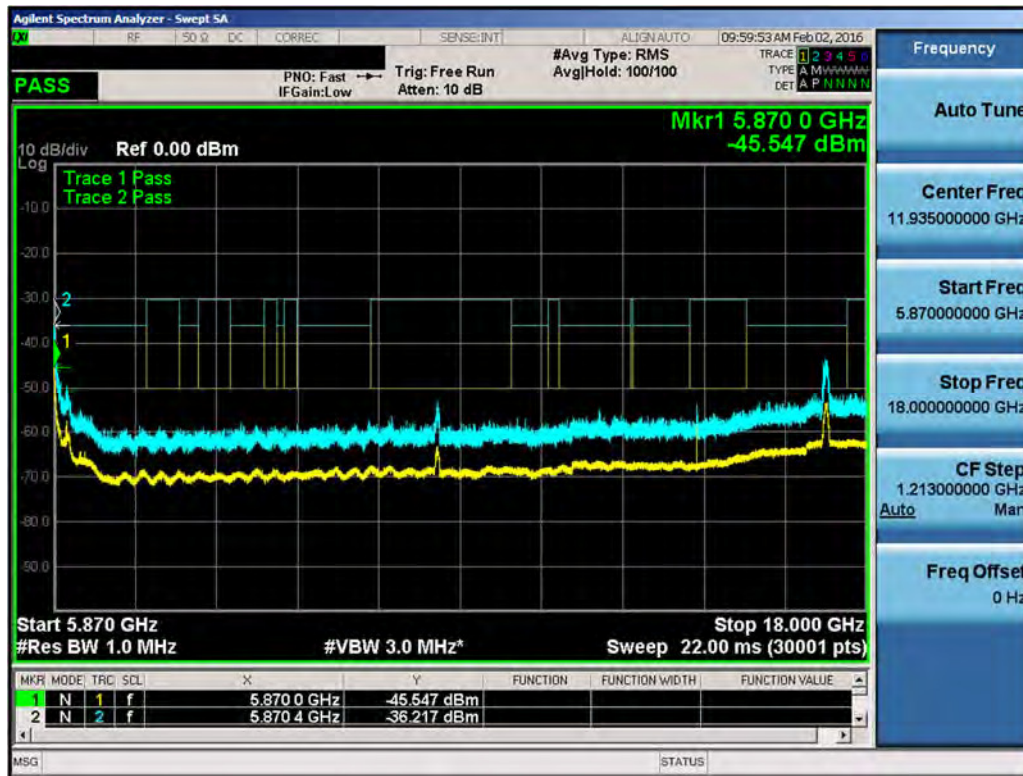 Agilent Spectrum Analyzer - Swept SA
RF 50 Ω DC CORREC SENSE:INT ALIGN AUTO 09:59:53 AM Feb 02, 2016
PASS
PNO: Fast
IFGain:Low
Trig: Free Run
Atten: 10 dB
#Avg Type: RMS
Avg|Hold: 100/100
TRACE 1 2 3 4 5 6
TYPE A M W W W W
DET A P N N N N
Mkr1 5.870 0 GHz
-45.547 dBm
10 dB/div Ref 0.00 dBm
Log
Trace 1 Pass
Trace 2 Pass
-10.0
-20.0
-30.0
-40.0
-50.0
-60.0
-70.0
-80.0
-90.0
2
1
Start 5.870 GHz Stop 18.000 GHz
#Res BW 1.0 MHz #VBW 3.0 MHz* Sweep 22.00 ms (30001 pts)
MKR MODE TRC SCL X Y FUNCTION FUNCTION WIDTH FUNCTION VALUE
1 N 1 f 5.870 0 GHz -45.547 dBm
2 N 2 f 5.870 4 GHz -36.217 dBm
MSG STATUS
Frequency
Auto Tune
Center Freq
11.935000000 GHz
Start Freq
5.870000000 GHz
Stop Freq
18.000000000 GHz
CF Step
1.213000000 GHz
Auto Man
Freq Offset
0 Hz